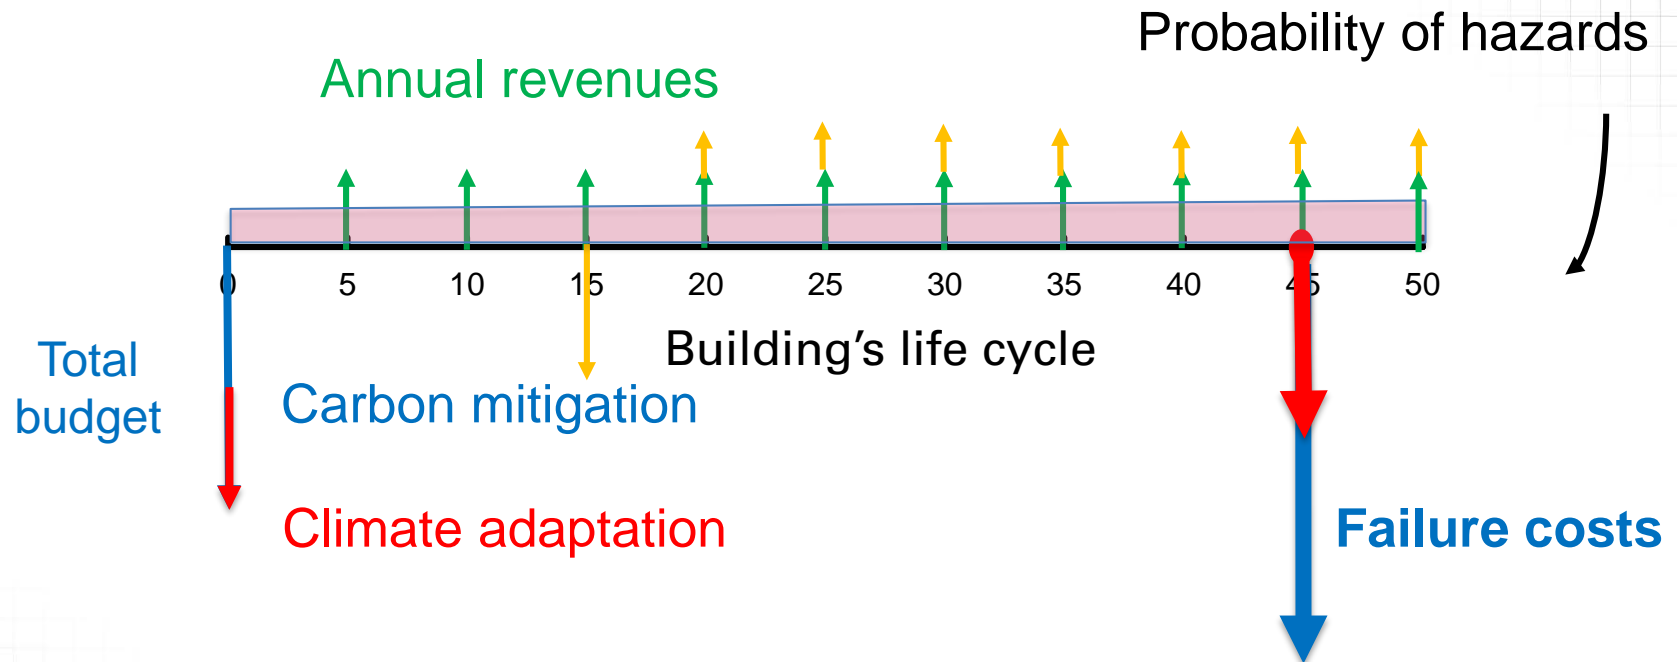 Probability of hazards
Annual revenues
0 5 10 15 20 25 30 35 40 45 50
Building’s life cycle
Total
budget
Carbon mitigation
Climate adaptation
Failure costs